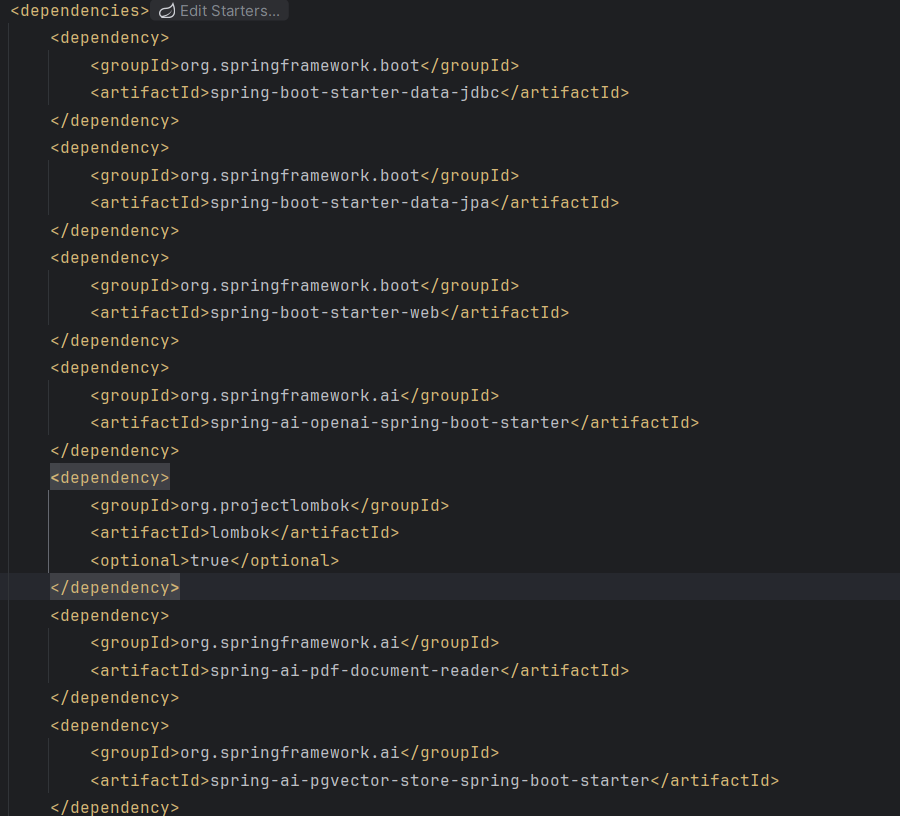 <dependencies> Edit Starters...
    <dependency>
        <groupId>org.springframework.boot</groupId>
        <artifactId>spring-boot-starter-data-jdbc</artifactId>
    </dependency>
    <dependency>
        <groupId>org.springframework.boot</groupId>
        <artifactId>spring-boot-starter-data-jpa</artifactId>
    </dependency>
    <dependency>
        <groupId>org.springframework.boot</groupId>
        <artifactId>spring-boot-starter-web</artifactId>
    </dependency>
    <dependency>
        <groupId>org.springframework.ai</groupId>
        <artifactId>spring-ai-openai-spring-boot-starter</artifactId>
    </dependency>
    <dependency>
        <groupId>org.projectlombok</groupId>
        <artifactId>lombok</artifactId>
        <optional>true</optional>
    </dependency>
    <dependency>
        <groupId>org.springframework.ai</groupId>
        <artifactId>spring-ai-pdf-document-reader</artifactId>
    </dependency>
    <dependency>
        <groupId>org.springframework.ai</groupId>
        <artifactId>spring-ai-pgvector-store-spring-boot-starter</artifactId>
    </dependency>